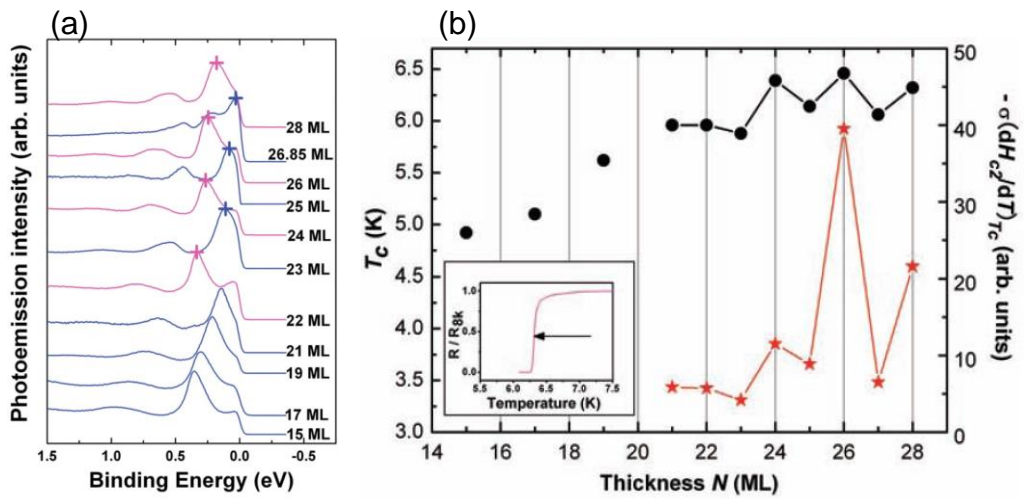 (a)
Photoemission intensity (arb. units)
28 ML
26.85 ML
26 ML
25 ML
24 ML
23 ML
22 ML
21 ML
19 ML
17 ML
15 ML
1.5 1.0 0.5 0.0 -0.5
Binding Energy (eV)
(b)
T_c (K)
6.5
6.0
5.5
5.0
4.5
4.0
3.5
3.0
14 16 18 20 22 24 26 28
Thickness N (ML)
50
40
30
20
10
0
- σ(dH_c2/dT)_Tc (arb. units)
R / R_8k
1.0
0.5
0.0
5.5 6.0 6.5 7.0 7.5
Temperature (K)